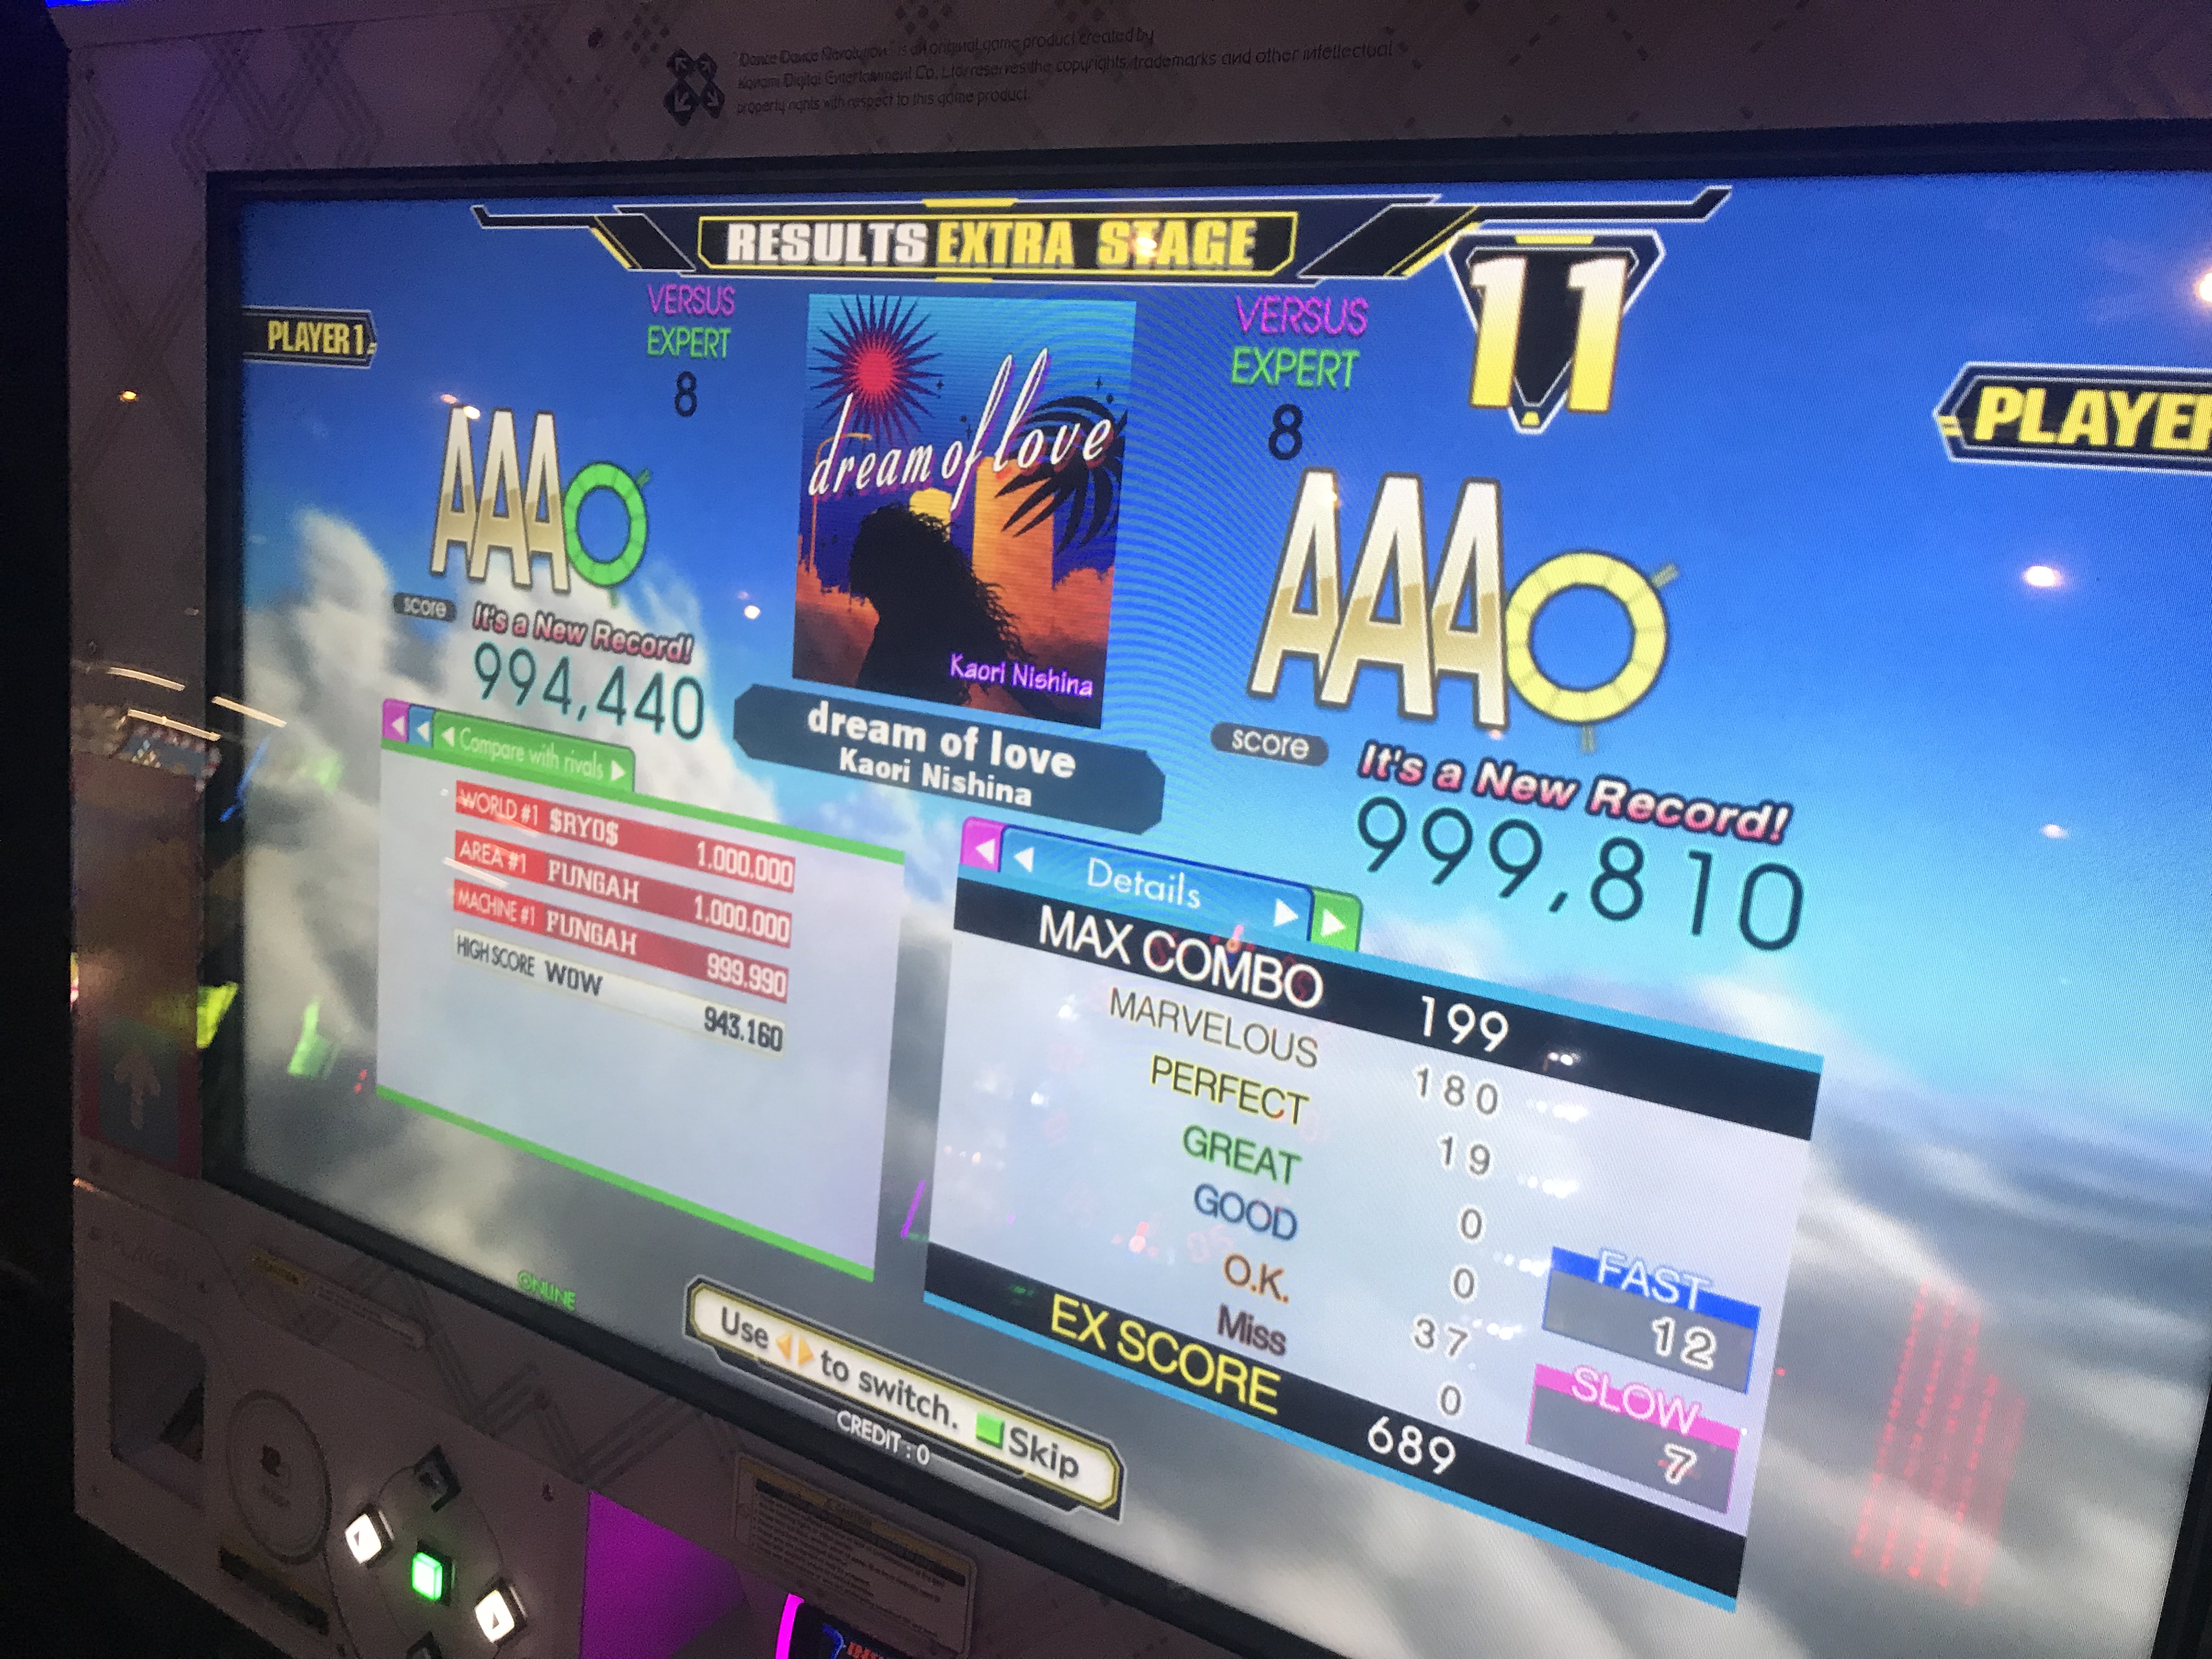 "Dance Dance Revolution" is an original game product created by
Konami Digital Entertainment Co., Ltd. reserves the copyrights, trademarks and other intellectual
property rights with respect to this game product.
RESULTS EXTRA STAGE
11
PLAYER 1
VERSUS
EXPERT
8
AAA
score
It's a New Record!
994,440
Compare with rivals
WORLD #1 $RYO$ 1.000.000
AREA #1 FUNGAH 1.000.000
MACHINE #1 FUNGAH 999.990
HIGH SCORE WOW 943.160
dream of love
Kaori Nishina
dream of love
Kaori Nishina
VERSUS
EXPERT
8
PLAYER
AAA
score
It's a New Record!
999,810
Details
MAX COMBO 199
MARVELOUS 180
PERFECT 19
GREAT 0
GOOD 0
O.K. 37
Miss 0
EX SCORE 689
FAST
12
SLOW
7
ONLINE
Use to switch. Skip
CREDIT : 0